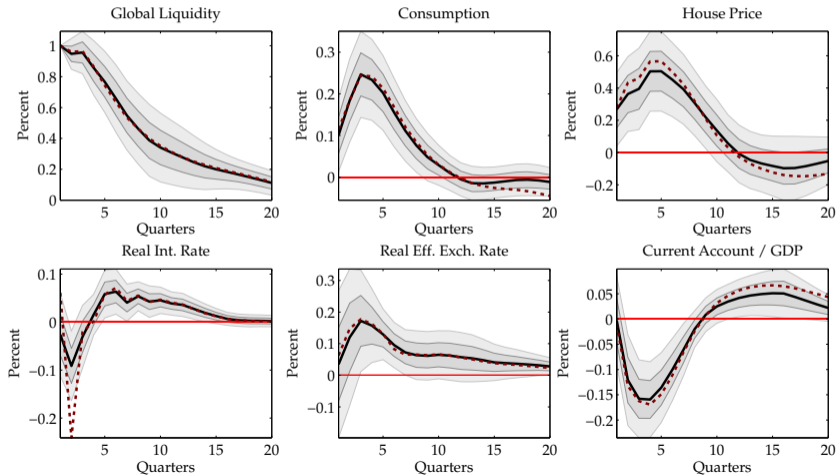 Global Liquidity
Percent
1
0.8
0.6
0.4
0.2
0
5 10 15 20
Quarters
Consumption
Percent
0.3
0.2
0.1
0
5 10 15 20
Quarters
House Price
Percent
0.6
0.4
0.2
0
−0.2
5 10 15 20
Quarters
Real Int. Rate
Percent
0.1
0
−0.1
−0.2
5 10 15 20
Quarters
Real Eff. Exch. Rate
Percent
0.3
0.2
0.1
0
−0.1
5 10 15 20
Quarters
Current Account / GDP
Percent
0.05
0
−0.05
−0.1
−0.15
−0.2
5 10 15 20
Quarters